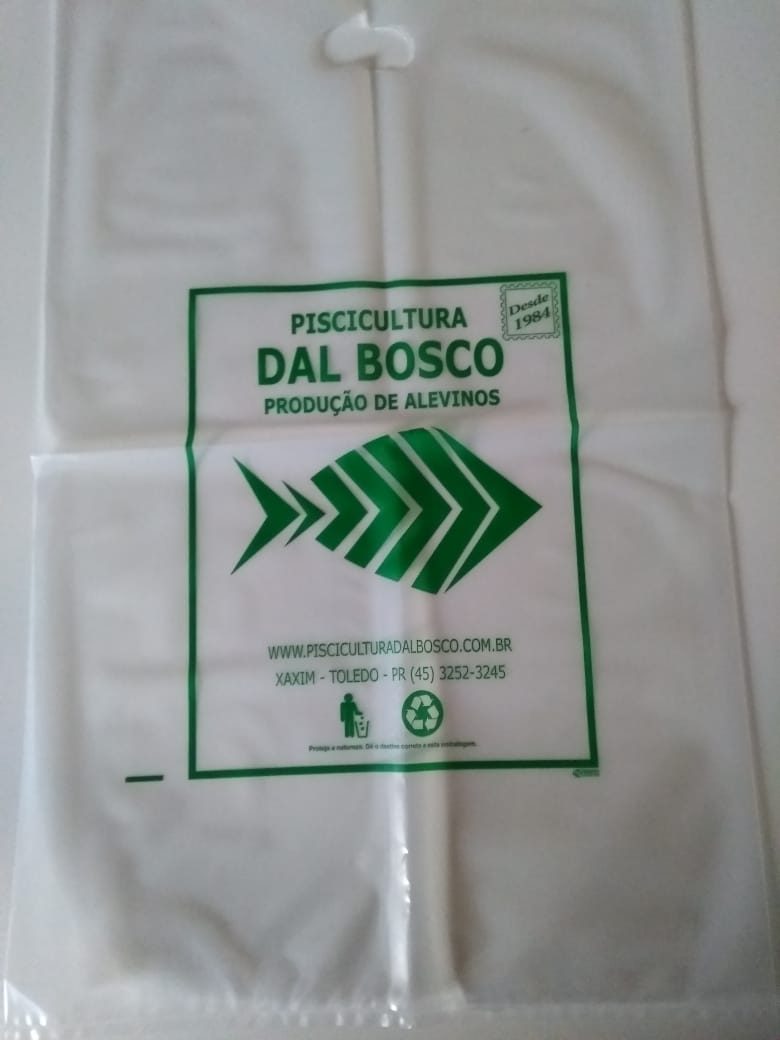 Desde
1984
PISCICULTURA
DAL BOSCO
PRODUÇÃO DE ALEVINOS
WWW.PISCICULTURADALBOSCO.COM.BR
XAXIM - TOLEDO - PR (45) 3252-3245
Proteja a natureza. Dê o destino correto a esta embalagem.